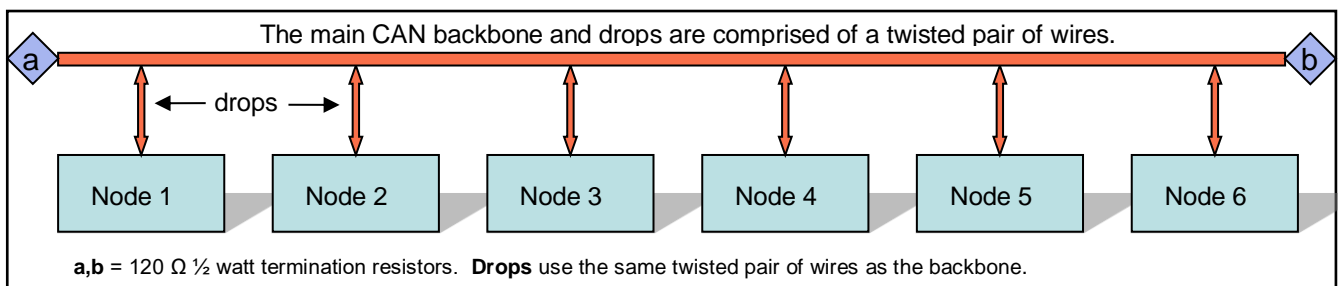 The main CAN backbone and drops are comprised of a twisted pair of wires.
a
b
drops
Node 1
Node 2
Node 3
Node 4
Node 5
Node 6
a,b = 120 Ω ½ watt termination resistors.  Drops use the same twisted pair of wires as the backbone.